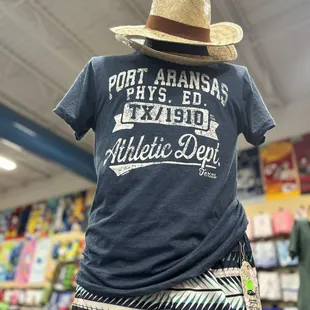 PORT ARANSAS
PHYS. ED.
TX/1910
Athletic Dept.
Texas